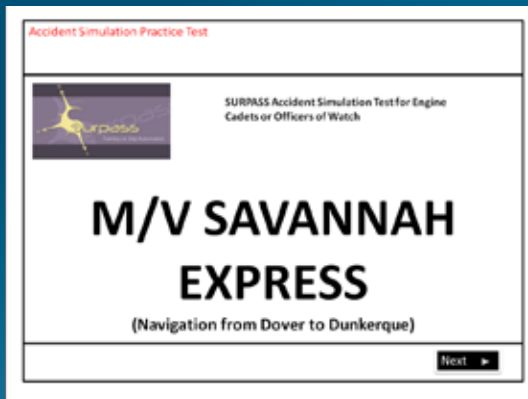 Accident Simulation Practice Test
Surpass
SURPASS Accident Simulation Test for Engine
Cadets or Officers of Watch
M/V SAVANNAH
EXPRESS
(Navigation from Dover to Dunkerque)
Next